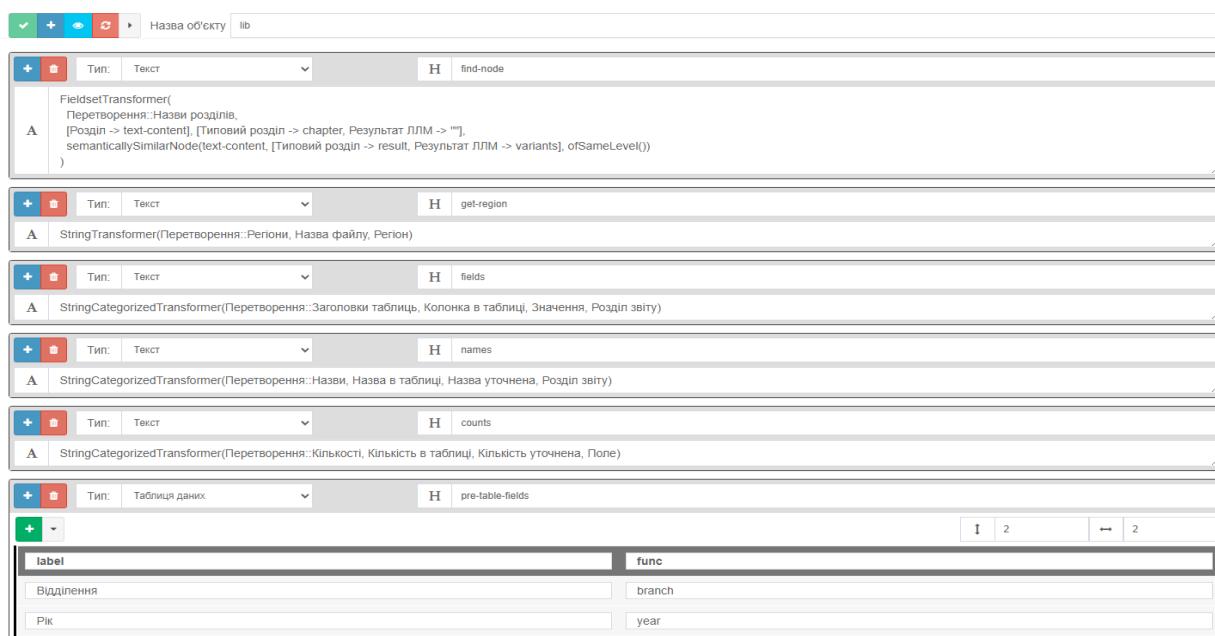 Назва об'єкту lib
Тип: Текст H find-node
A
FieldsetTransformer(
Перетворення::Назви розділів,
[Розділ -> text-content], [Типовий розділ -> chapter, Результат ЛЛМ -> ""],
semanticallySimilarNode(text-content, [Типовий розділ -> result, Результат ЛЛМ -> variants], ofSameLevel())
)
Тип: Текст H get-region
A StringTransformer(Перетворення::Регіони, Назва файлу, Регіон)
Тип: Текст H fields
A StringCategorizedTransformer(Перетворення::Заголовки таблиць, Колонка в таблиці, Значення, Розділ звіту)
Тип: Текст H names
A StringCategorizedTransformer(Перетворення::Назви, Назва в таблиці, Назва уточнена, Розділ звіту)
Тип: Текст H counts
A StringCategorizedTransformer(Перетворення::Кількості, Кількість в таблиці, Кількість уточнена, Поле)
Тип: Таблиця даних H pre-table-fields
2 2
label func
Відділення branch
Рік year